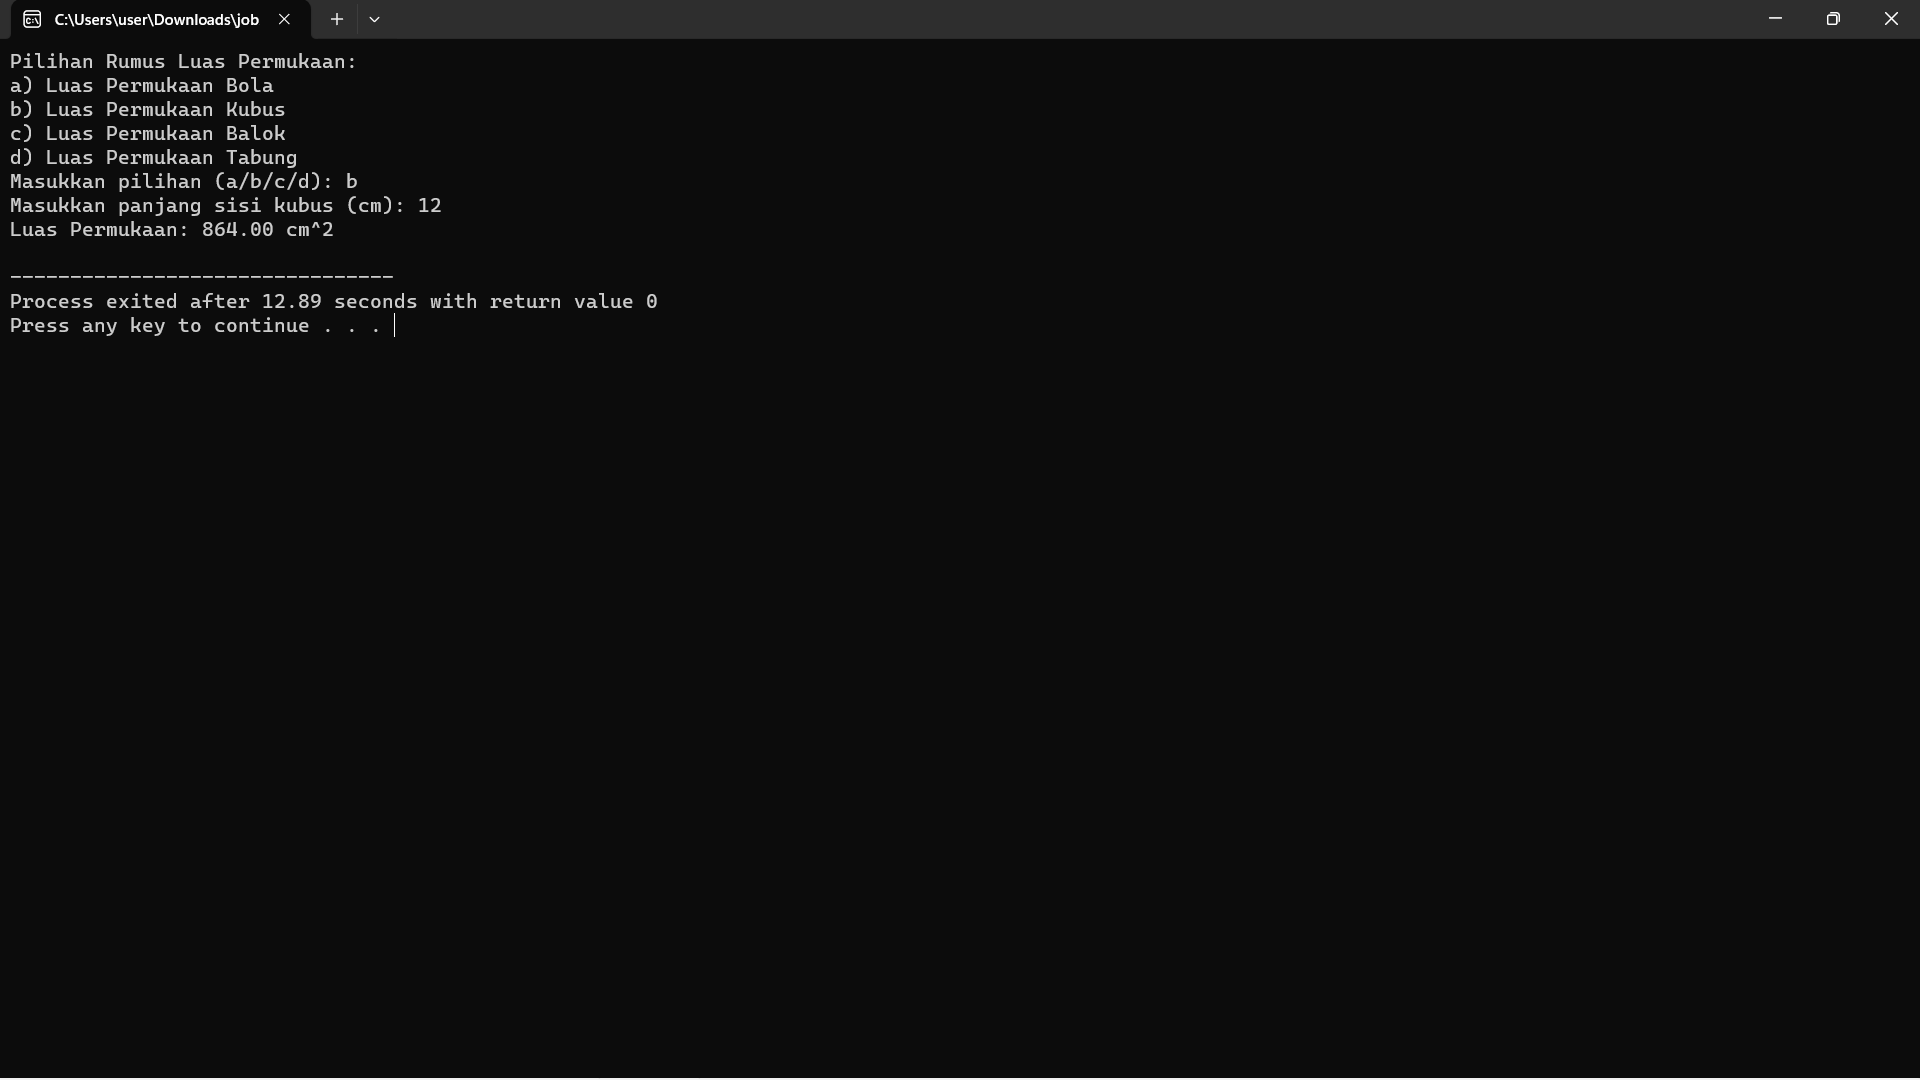 C:\Users\user\Downloads\job
Pilihan Rumus Luas Permukaan:
a) Luas Permukaan Bola
b) Luas Permukaan Kubus
c) Luas Permukaan Balok
d) Luas Permukaan Tabung
Masukkan pilihan (a/b/c/d): b
Masukkan panjang sisi kubus (cm): 12
Luas Permukaan: 864.00 cm^2
--------------------------------
Process exited after 12.89 seconds with return value 0
Press any key to continue . . .